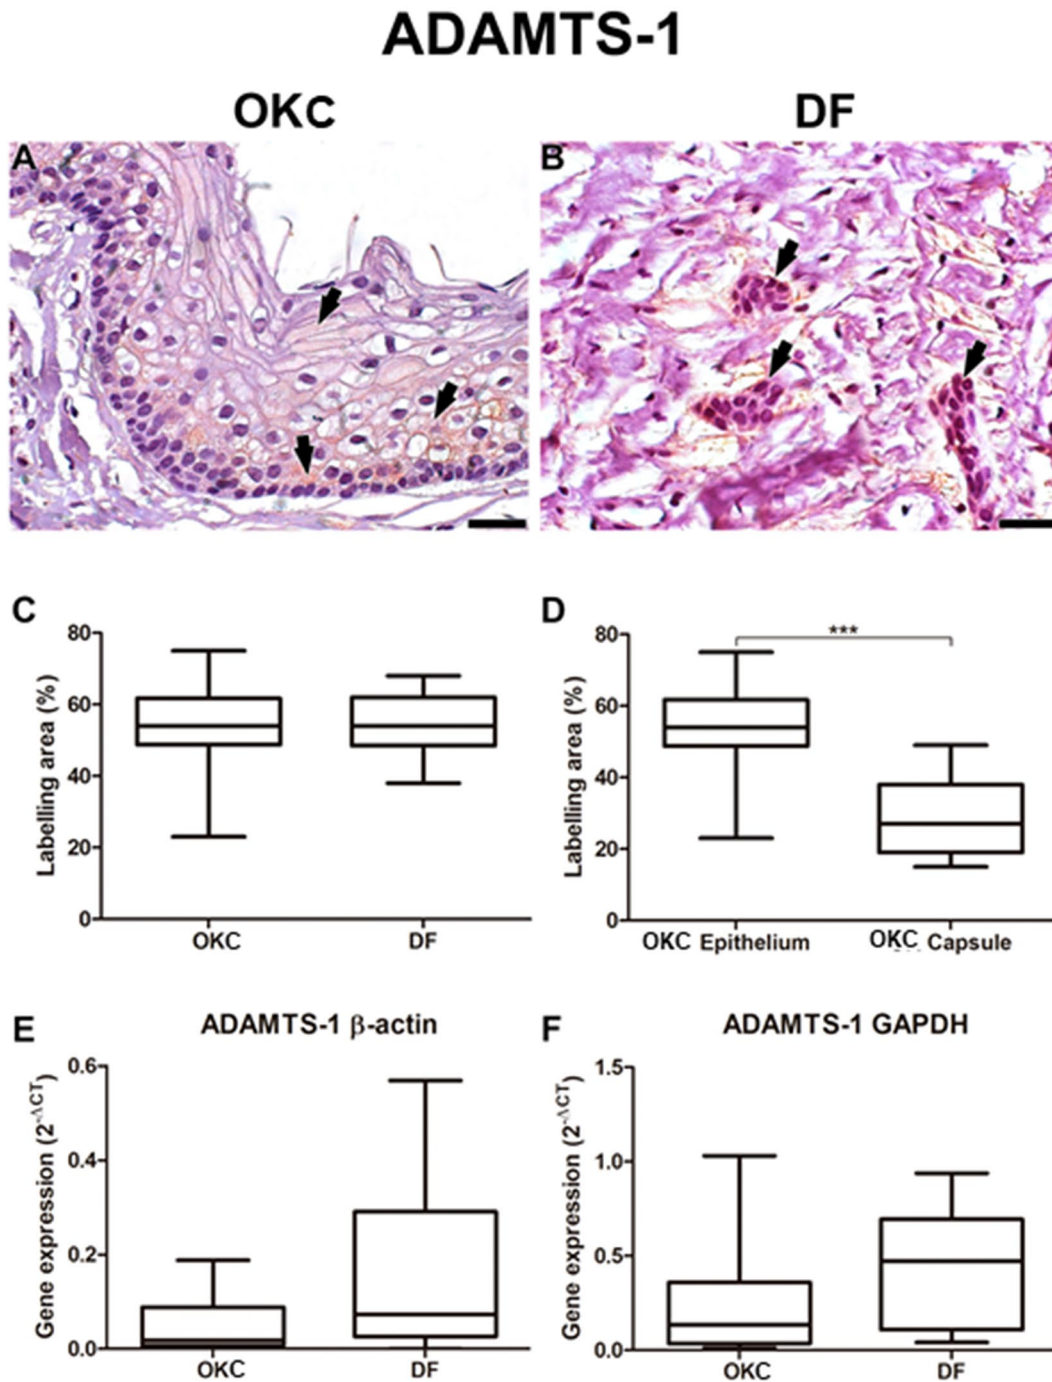 ADAMTS-1
OKC DF
A B
C D
Labelling area (%)
80
60
40
20
0
OKC DF
Labelling area (%)
80
60
40
20
0
***
OKC Epithelium OKC Capsule
E ADAMTS-1 β-actin
Gene expression (2^-ΔCT)
0.6
0.4
0.2
0.0
OKC DF
F ADAMTS-1 GAPDH
Gene expression (2^-ΔCT)
1.5
1.0
0.5
0.0
OKC DF